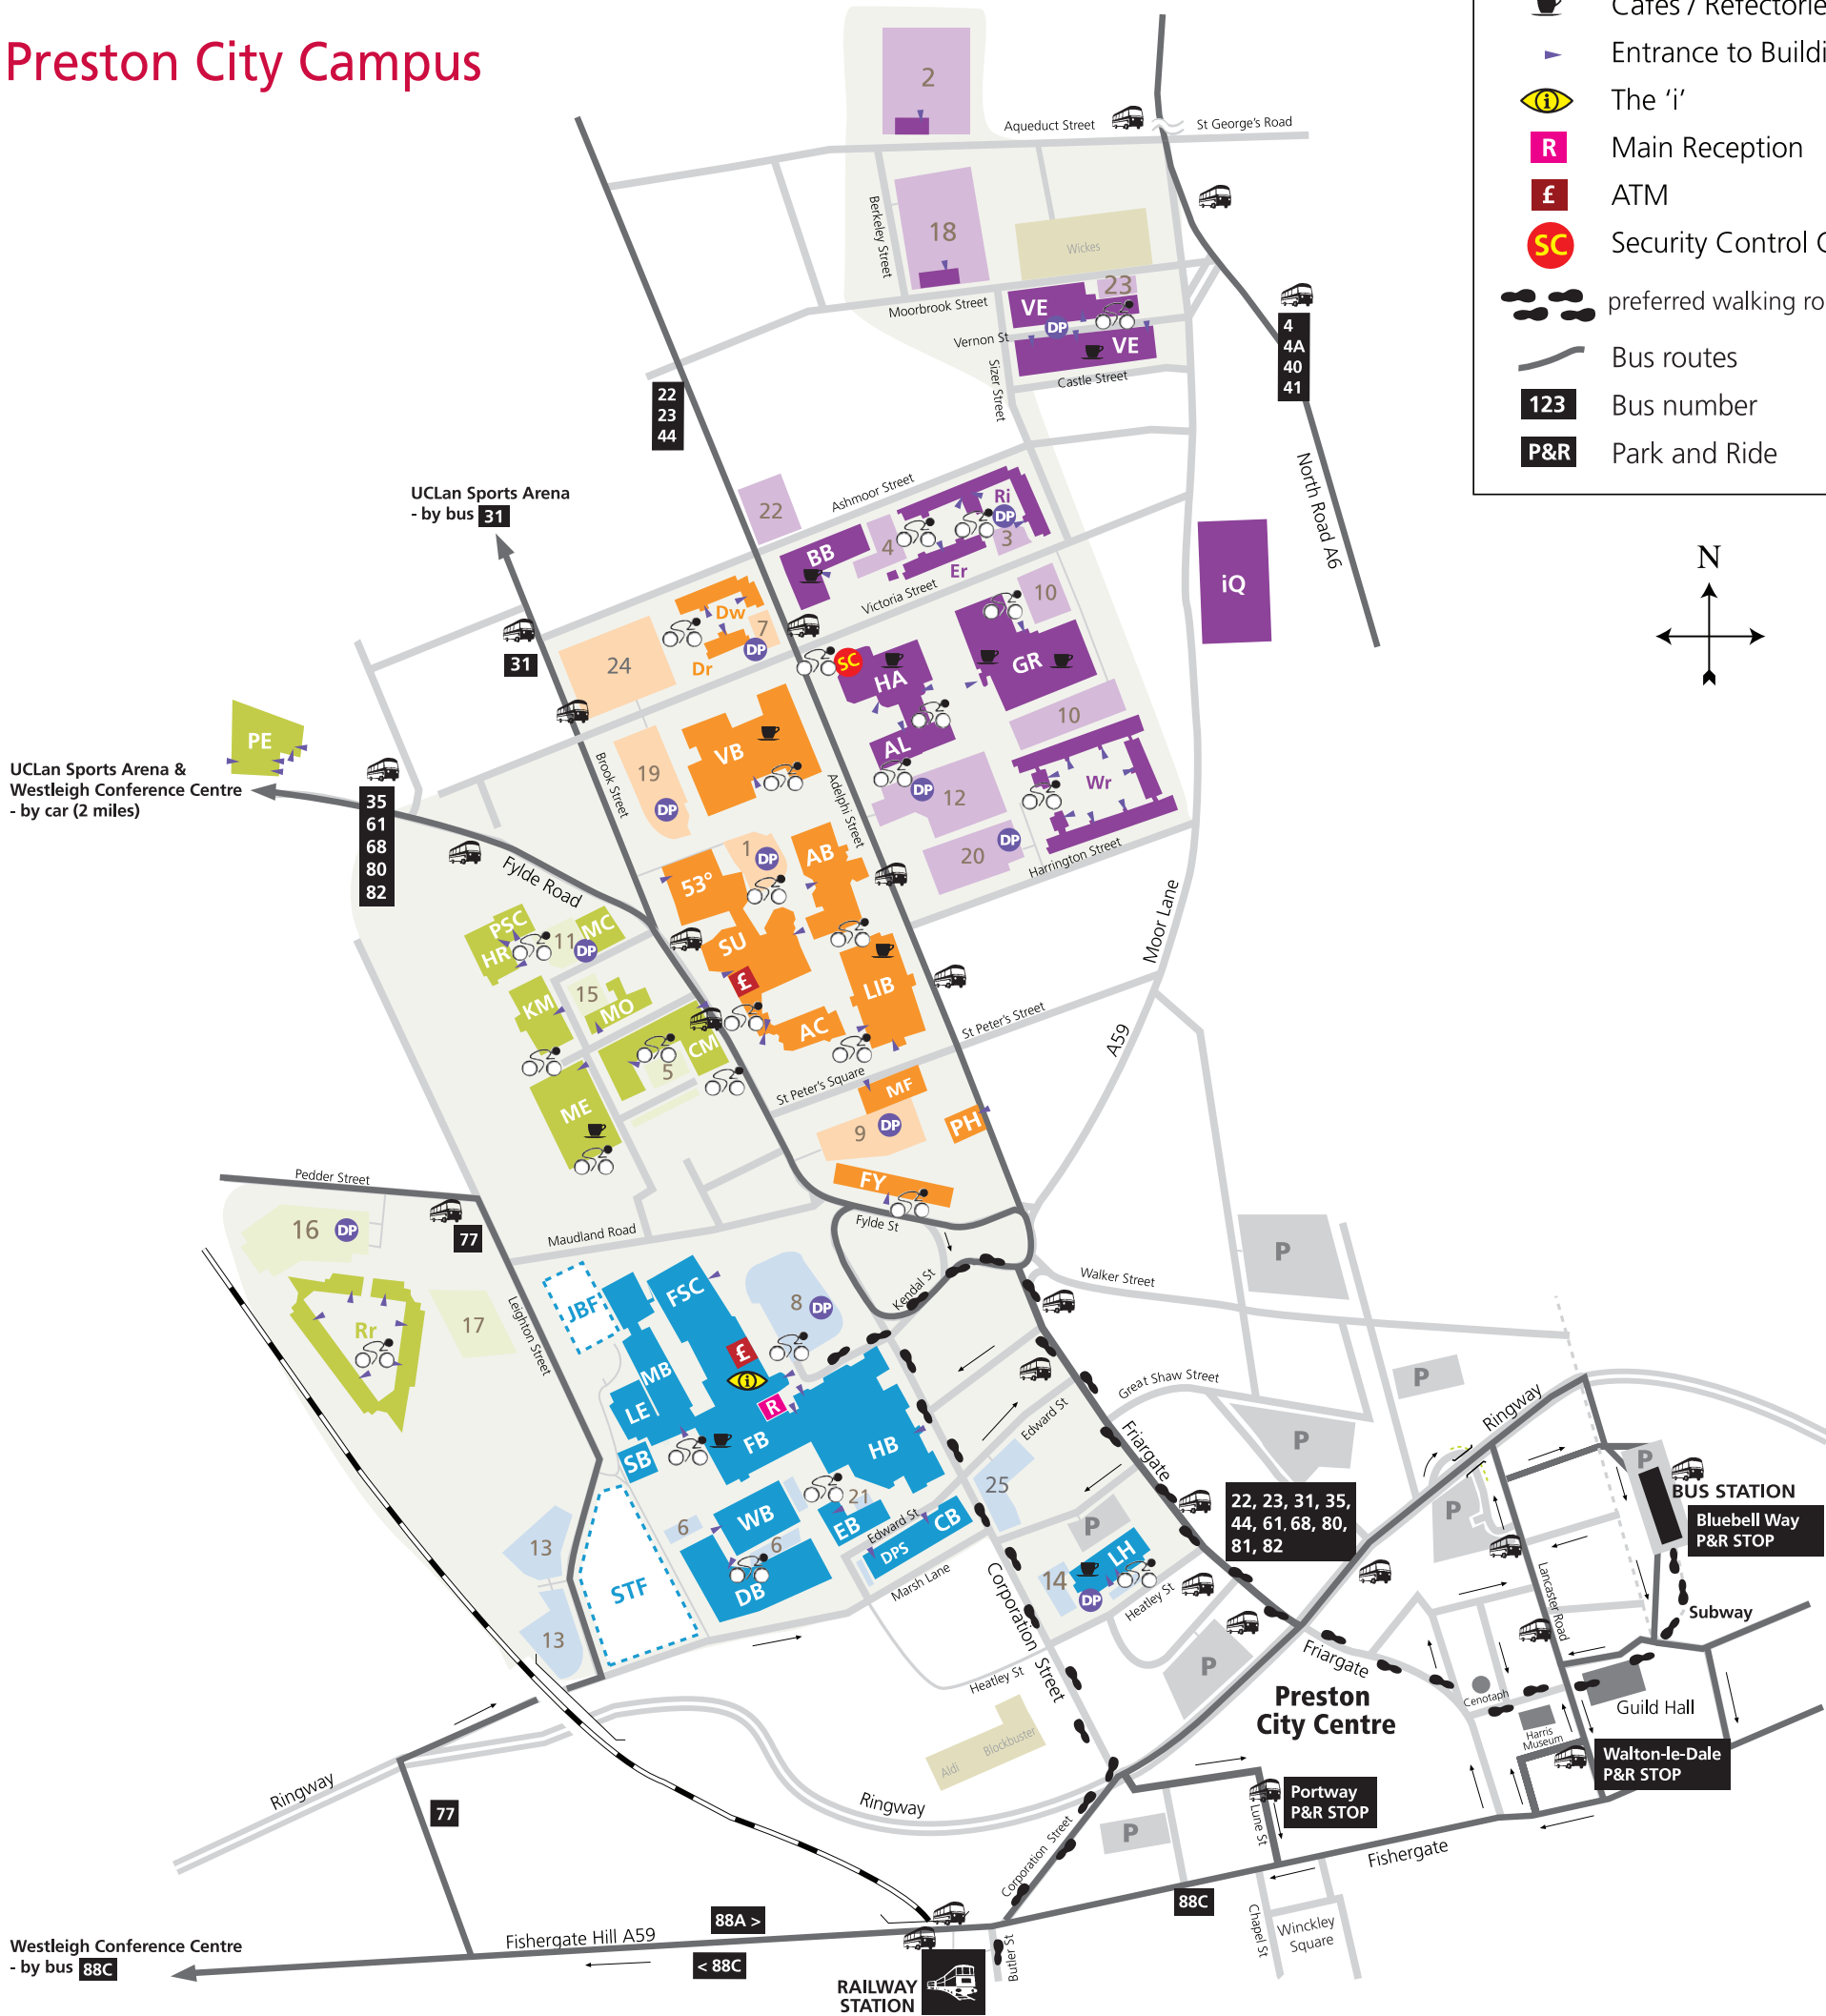 Preston City Campus
Cafés / Refectorie
Entrance to Buildi
The ‘i’
R Main Reception
£ ATM
SC Security Control C
preferred walking ro
Bus routes
123 Bus number
P&R Park and Ride
N
2
Aqueduct Street
St George's Road
Berkeley Street
18
Wickes
Moorbrook Street
23
VE
DP
Vernon St
VE
Sizer Street
Castle Street
4
4A
40
41
North Road A6
22
23
44
UCLan Sports Arena
- by bus 31
22
Ashmoor Street
Ri
DP
BB
4
3
Er
Victoria Street
10
iQ
Dw
7
DP
Dr
24
31
SC
HA
GR
10
AL
DP
12
Wr
20
DP
Harrington Street
PE
UCLan Sports Arena &
Westleigh Conference Centre
- by car (2 miles)
35
61
68
80
82
Fylde Road
Brook Street
19
DP
VB
Adelphi Street
1
DP
AB
53°
SU
£
LIB
AC
Moor Lane
A59
St Peter's Street
St Peter's Square
PSC
HR
11
MC
DP
KM
15
MO
CM
5
ME
MF
9
DP
PH
FY
Fylde St
Pedder Street
77
Maudland Road
16
DP
Rr
17
Leighton Street
JBF
FSC
8
DP
MB
£
i
R
LE
FB
HB
SB
Kendal St
Walker Street
P
Great Shaw Street
P
P
Edward St
Friargate
25
21
WB
6
EB
6
Edward St
CB
DPS
DB
STF
13
13
Marsh Lane
Corporation Street
P
LH
14
DP
Heatley St
22, 23, 31, 35,
44, 61, 68, 80,
81, 82
Ringway
P
P
BUS STATION
Bluebell Way
P&R STOP
Lancaster Road
Subway
P
Friargate
Preston
City Centre
Cenotaph
Guild Hall
Harris
Museum
Walton-le-Dale
P&R STOP
Heatley St
Aldi
Blockbuster
Ringway
Ringway
77
Portway
P&R STOP
Lune St
P
Corporation Street
Fishergate
88C
Chapel St
Winckley
Square
88A >
Fishergate Hill A59
< 88C
Westleigh Conference Centre
- by bus 88C
Butler St
RAILWAY
STATION